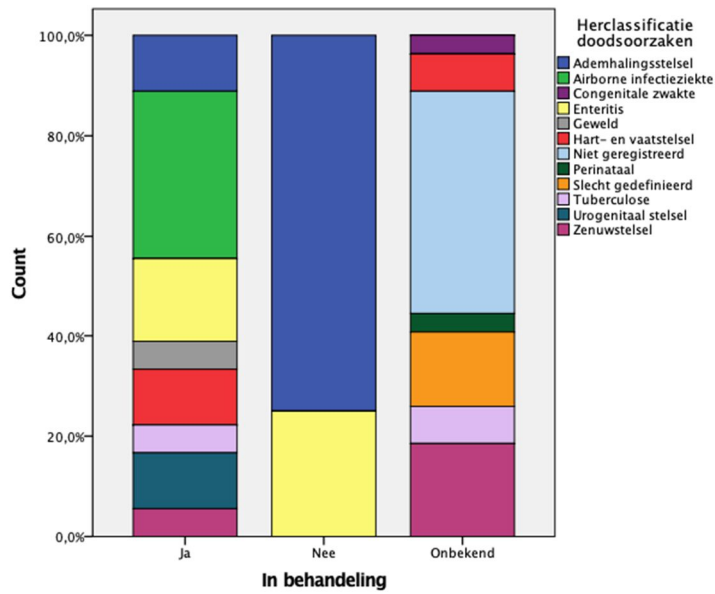 Herclassificatie
doodsoorzaken
Ademhalingsstelsel
Airborne infectieziekte
Congenitale zwakte
Enteritis
Geweld
Hart- en vaatstelsel
Niet geregistreerd
Perinataal
Slecht gedefinieerd
Tuberculose
Urogenitaal stelsel
Zenuwstelsel
Count
100,0%
80,0%
60,0%
40,0%
20,0%
0,0%
Ja
Nee
Onbekend
In behandeling